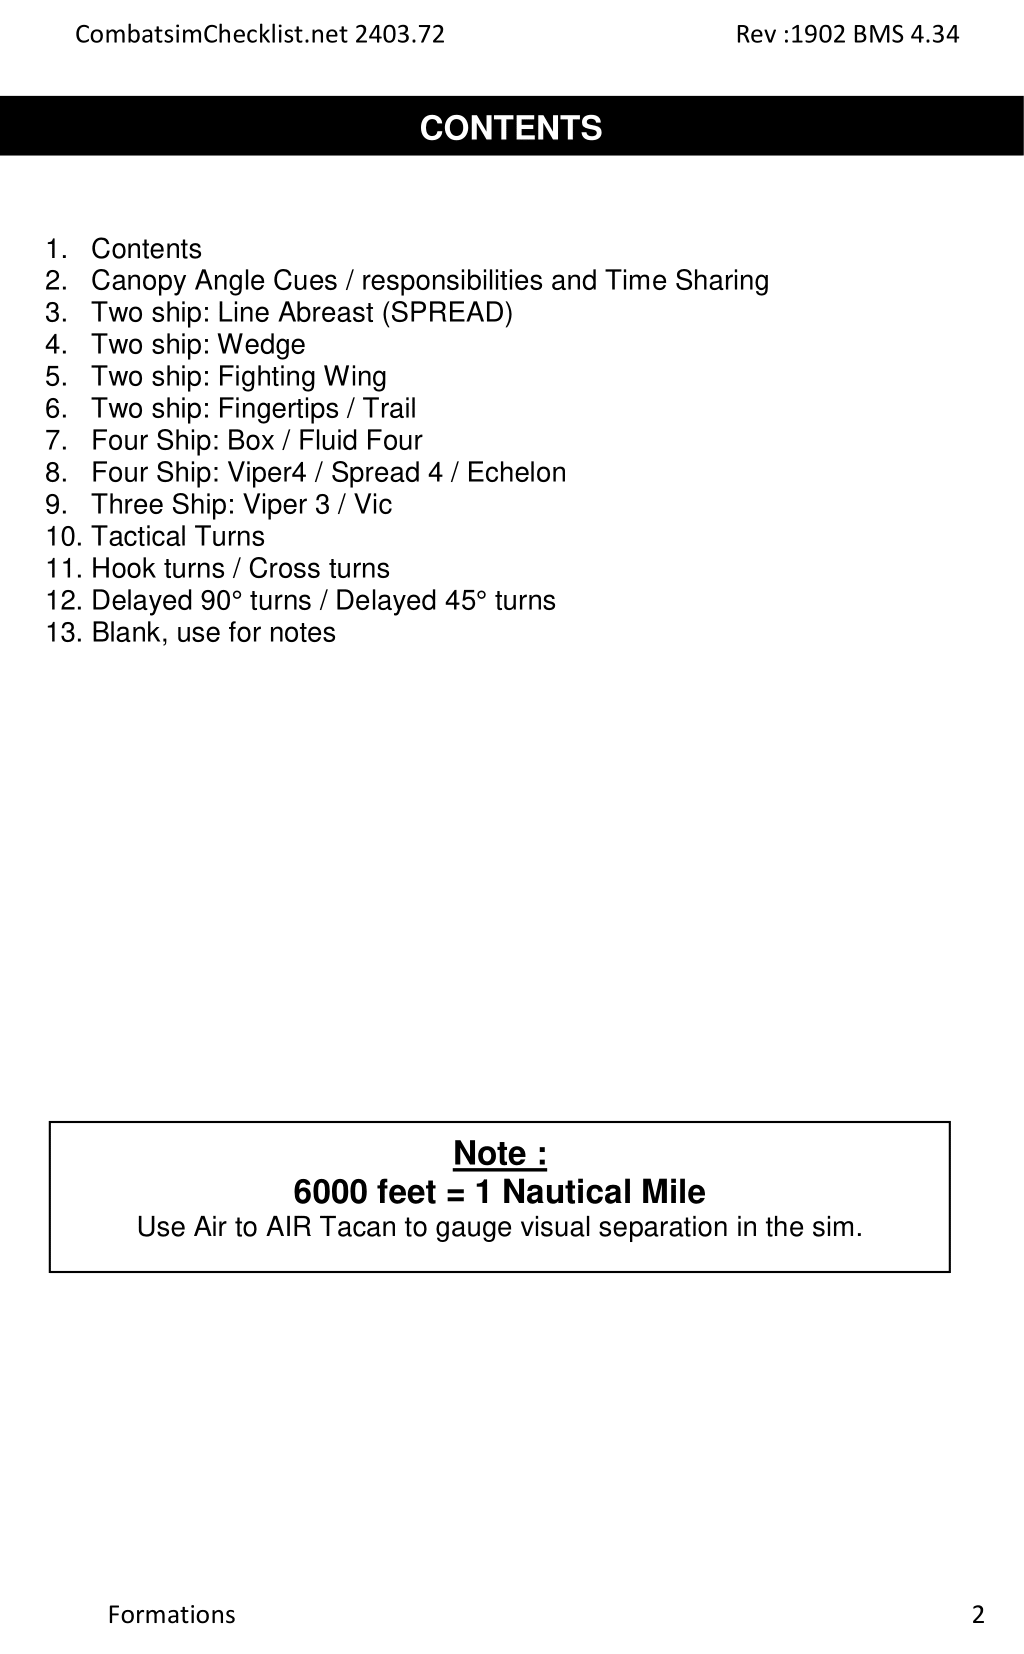 CombatsimChecklist.net 2403.72 Rev :1902 BMS 4.34
CONTENTS
1. Contents
2. Canopy Angle Cues / responsibilities and Time Sharing
3. Two ship: Line Abreast (SPREAD)
4. Two ship: Wedge
5. Two ship: Fighting Wing
6. Two ship: Fingertips / Trail
7. Four Ship: Box / Fluid Four
8. Four Ship: Viper4 / Spread 4 / Echelon
9. Three Ship: Viper 3 / Vic
10. Tactical Turns
11. Hook turns / Cross turns
12. Delayed 90° turns / Delayed 45° turns
13. Blank, use for notes
Note :
6000 feet = 1 Nautical Mile
Use Air to AIR Tacan to gauge visual separation in the sim.
Formations 2